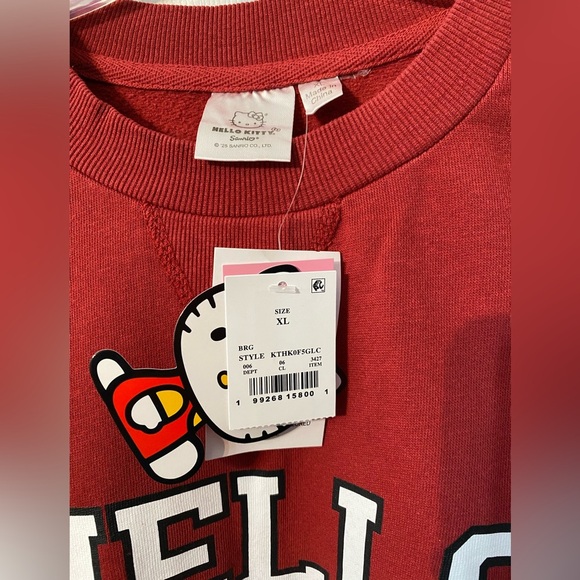 HELLO KITTY
Sanrio
© '25 SANRIO CO., LTD.
Made in
China
SIZE
XL
BRG
STYLE KTHK0F5GLC
006 06 3427
DEPT CL ITEM
1 99268 15800 1
HELLO